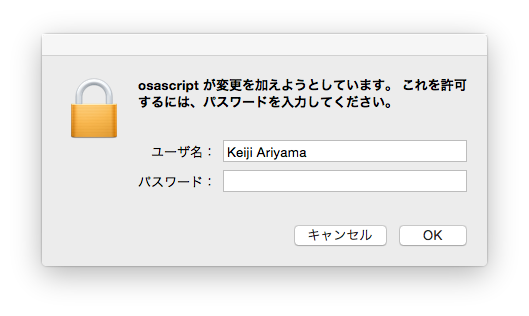 osascript が変更を加えようとしています。 これを許可
するには、パスワードを入力してください。
ユーザ名： Keiji Ariyama
パスワード：
キャンセル OK